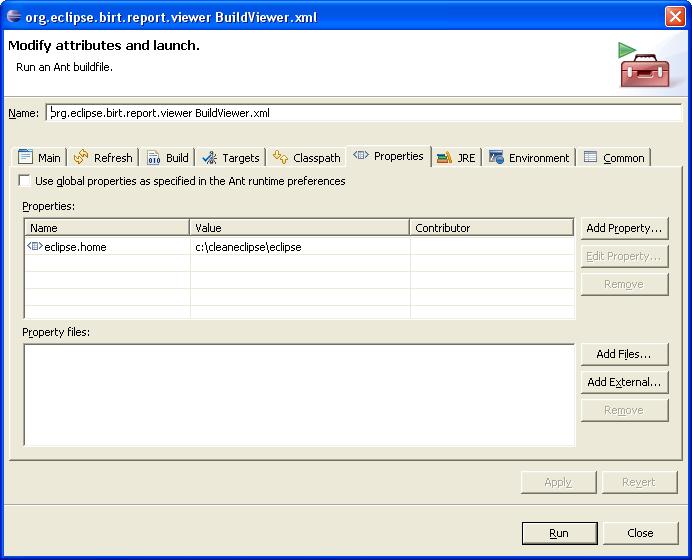 org.eclipse.birt.report.viewer BuildViewer.xml
Modify attributes and launch.
Run an Ant buildfile.
Name: org.eclipse.birt.report.viewer BuildViewer.xml
Main Refresh Build Targets Classpath Properties JRE Environment Common
Use global properties as specified in the Ant runtime preferences
Properties:
Name Value Contributor Add Property...
eclipse.home c:\cleaneclipse\eclipse
Edit Property...
Remove
Property files:
Add Files...
Add External...
Remove
Apply Revert
Run Close